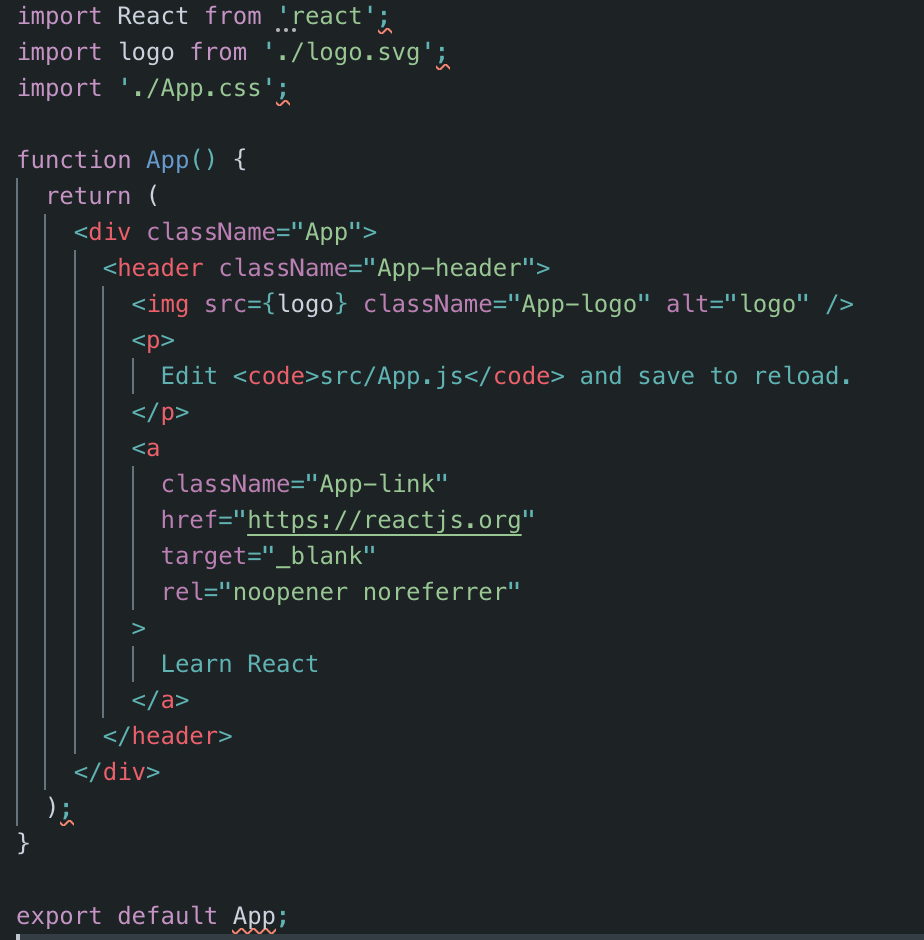 import React from 'react';
import logo from './logo.svg';
import './App.css';

function App() {
  return (
    <div className="App">
      <header className="App-header">
        <img src={logo} className="App-logo" alt="logo" />
        <p>
          Edit <code>src/App.js</code> and save to reload.
        </p>
        <a
          className="App-link"
          href="https://reactjs.org"
          target="_blank"
          rel="noopener noreferrer"
        >
          Learn React
        </a>
      </header>
    </div>
  );
}

export default App;